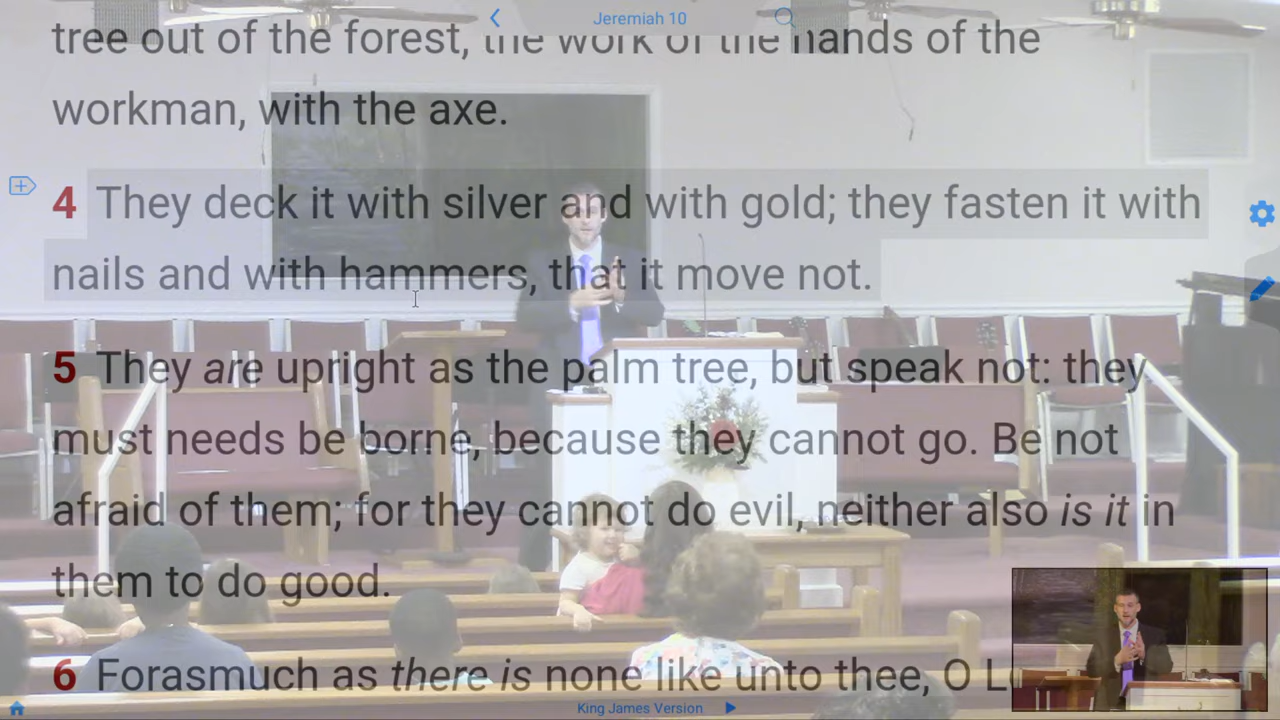 Jeremiah 10
tree out of the forest, the work of the hands of the
workman, with the axe.
4 They deck it with silver and with gold; they fasten it with
nails and with hammers, that it move not.
5 They are upright as the palm tree, but speak not: they
must needs be borne, because they cannot go. Be not
afraid of them; for they cannot do evil, neither also is it in
them to do good.
6 Forasmuch as there is none like unto thee, O
King James Version